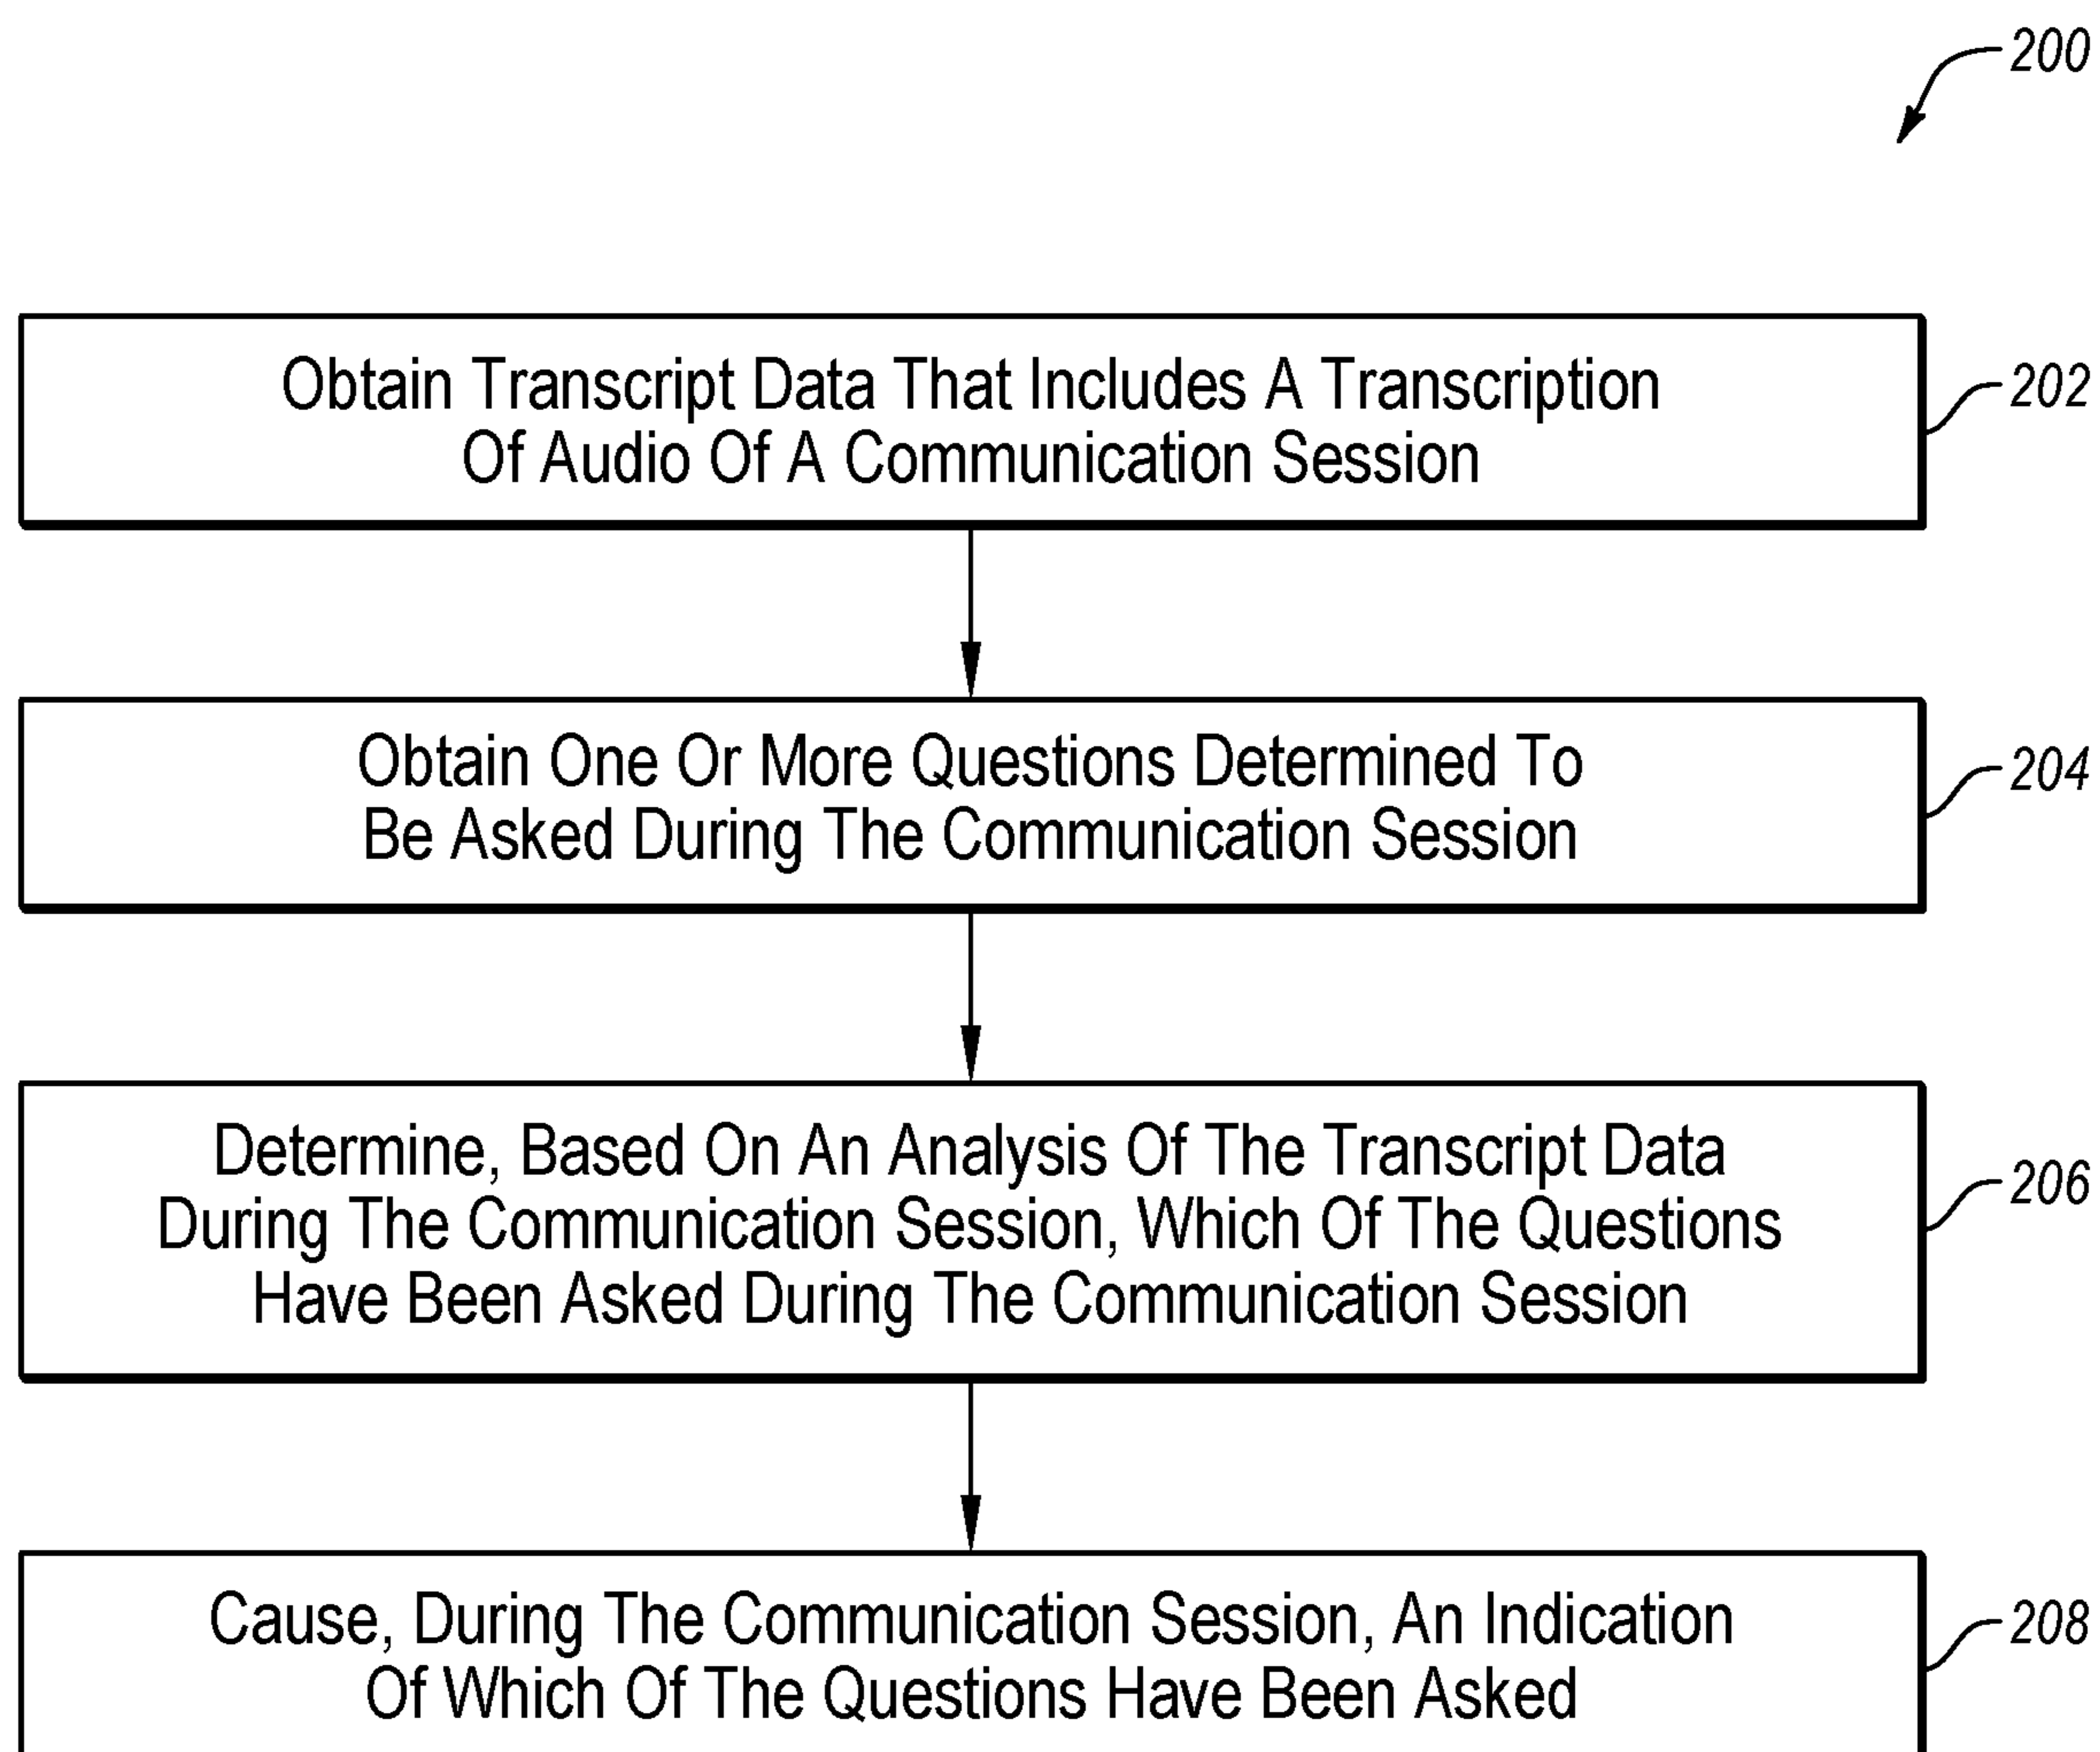 200
Obtain Transcript Data That Includes A Transcription
Of Audio Of A Communication Session
202
Obtain One Or More Questions Determined To
Be Asked During The Communication Session
204
Determine, Based On An Analysis Of The Transcript Data
During The Communication Session, Which Of The Questions
Have Been Asked During The Communication Session
206
Cause, During The Communication Session, An Indication
Of Which Of The Questions Have Been Asked
208